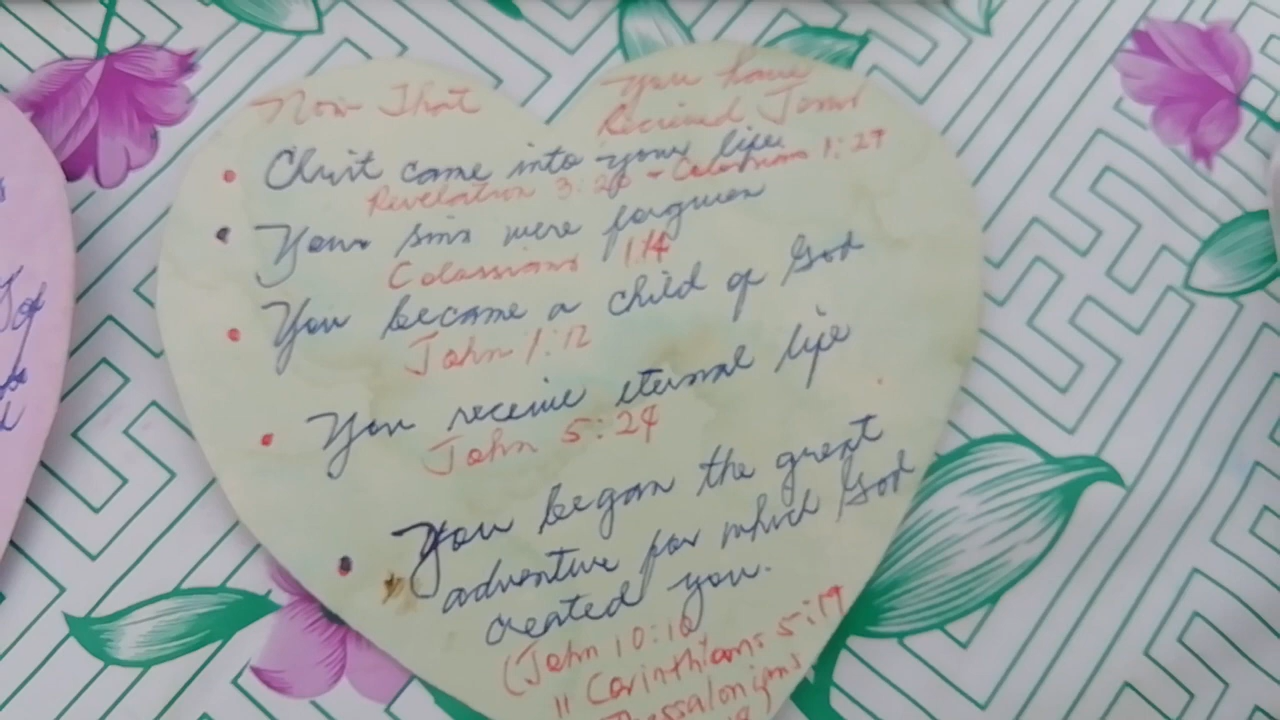 Now That You have
Received Jesus
Christ came into your life
Revelation 3:20 - Colossians 1:27
Your sins were forgiven
Colossians 1:14
You became a child of God
John 1:12
You receive eternal life
John 5:24
You began the great
adventure for which God
created you.
(John 10:10
II Corinthians 5:17
Thessalonians